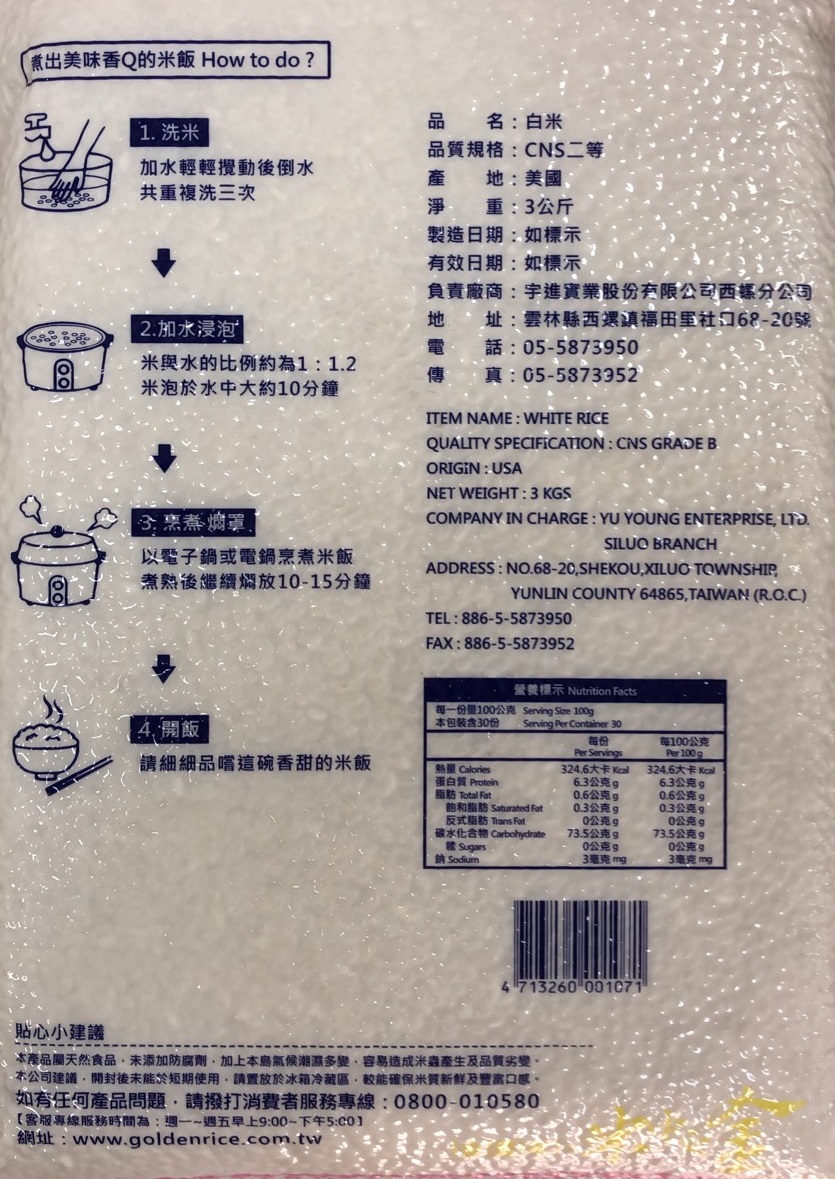 煮出美味香Q的米飯 How to do ?
1. 洗米
加水輕輕攪動後倒水
共重複洗三次
2.加水浸泡
米與水的比例約為1:1.2
米泡於水中大約10分鐘
3.烹煮燜罩
以電子鍋或電鍋烹煮米飯
煮熟後繼續燜放10-15分鐘
4.開飯
請細細品嚐這碗香甜的米飯
品 名:白米
品質規格:CNS二等
產 地:美國
淨 重:3公斤
製造日期:如標示
有效日期:如標示
負責廠商:宇進實業股份有限公司西螺分公司
地 址:雲林縣西螺鎮福田里社口68-20號
電 話:05-5873950
傳 真:05-5873952
ITEM NAME : WHITE RICE
QUALITY SPECIFICATION : CNS GRADE B
ORIGIN : USA
NET WEIGHT : 3 KGS
COMPANY IN CHARGE : YU YOUNG ENTERPRISE, LTD.
SILUO BRANCH
ADDRESS : NO.68-20,SHEKOU,XILUO TOWNSHIP,
YUNLIN COUNTY 64865,TAIWAN (R.O.C.)
TEL : 886-5-5873950
FAX : 886-5-5873952
營養標示 Nutrition Facts
每一份量100公克 Serving Size 100g
本包裝含30份 Serving Per Container 30
每份 每100公克
Per Servings Per 100 g
熱量 Calories 324.6大卡 Kcal 324.6大卡 Kcal
蛋白質 Protein 6.3公克 g 6.3公克 g
脂肪 Total Fat 0.6公克 g 0.6公克 g
飽和脂肪 Saturated Fat 0.3公克 g 0.3公克 g
反式脂肪 Trans Fat 0公克 g 0公克 g
碳水化合物 Carbohydrate 73.5公克 g 73.5公克 g
糖 Sugars 0公克 g 0公克 g
鈉 Sodium 3毫克 mg 3毫克 mg
4 713260 001071
貼心小建議
本產品屬天然食品,未添加防腐劑,加上本島氣候潮濕多變,容易造成米蟲產生及品質劣變。
本公司建議,開封後未能於短期使用,請置放於冰箱冷藏區,較能確保米質新鮮及豐富口感。
如有任何產品問題,請撥打消費者服務專線:0800-010580
【客服專線服務時間為:週一~週五早上9:00~下午5:00】
網址:www.goldenrice.com.tw